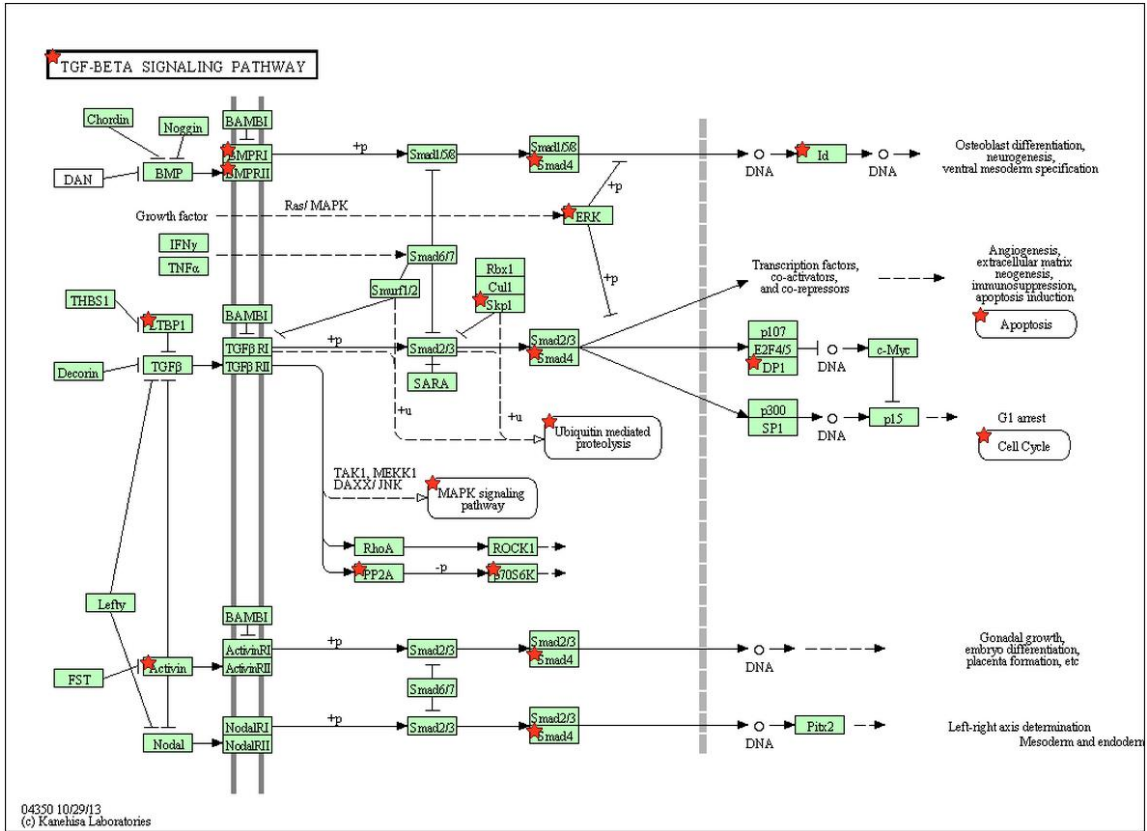 TGF-BETA SIGNALING PATHWAY
Chordin
Noggin
BAMBI
DAN
BMP
BMPRI
BMPRII
+p
Smad1/5/8
Smad1/5/8
Smad4
DNA
Id
DNA
Osteoblast differentiation,
neurogenesis,
ventral mesoderm specification
Growth factor
Ras/ MAPK
+p
ERK
+p
IFNγ
TNFα
Smad6/7
Smurf1/2
Rbx1
Cul1
Skp1
Transcription factors,
co-activators,
and co-repressors
Angiogenesis,
extracellular matrix
neogenesis,
immunosuppression,
apoptosis induction
Apoptosis
THBS1
LTBP1
BAMBI
Decorin
TGFβ
TGFβ RI
TGFβ RII
+p
Smad2/3
SARA
Smad2/3
Smad4
p107
E2F4/5
DP1
DNA
c-Myc
p300
SP1
DNA
p15
G1 arrest
Cell Cycle
+u
+u
Ubiquitin mediated
proteolysis
TAK1, MEKK1
DAXX/ JNK
MAPK signaling
pathway
RhoA
ROCK1
PP2A
-p
p70S6K
Lefty
BAMBI
FST
Activin
ActivinRI
ActivinRII
+p
Smad2/3
Smad2/3
Smad4
DNA
Gonadal growth,
embryo differentiation,
placenta formation, etc
Smad6/7
Nodal
NodalRI
NodalRII
+p
Smad2/3
Smad2/3
Smad4
DNA
Pitx2
Left-right axis determination
Mesoderm and endoderm
04350 10/29/13
(c) Kanehisa Laboratories